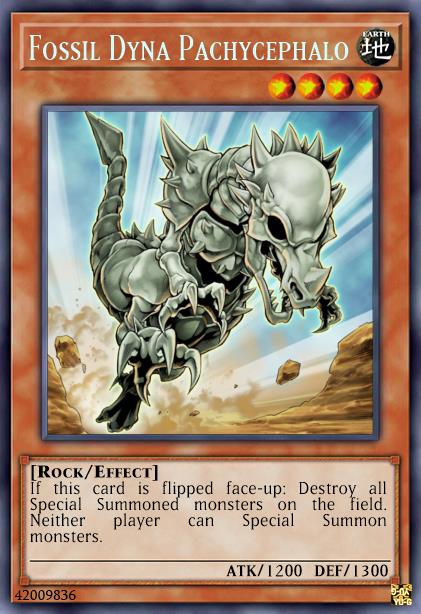 Fossil Dyna Pachycephalo
EARTH
地
[Rock/Effect]
If this card is flipped face-up: Destroy all
Special Summoned monsters on the field.
Neither player can Special Summon
monsters.
ATK/1200 DEF/1300
42009836